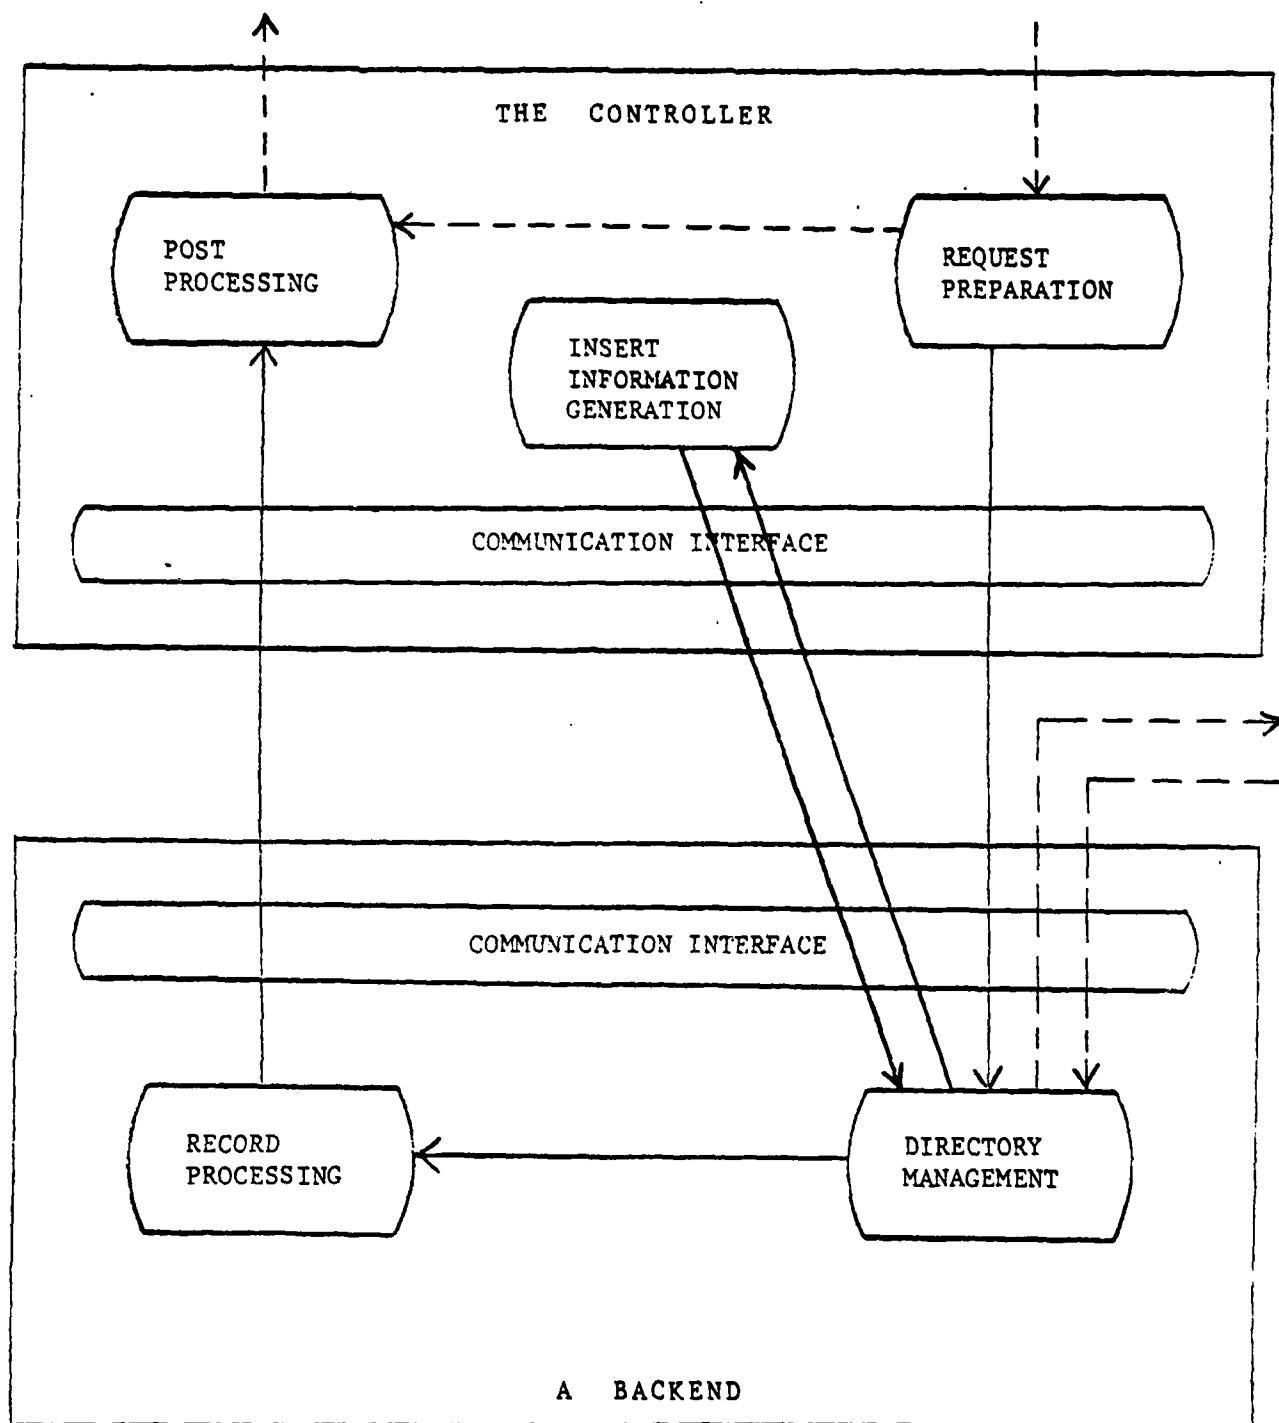 THE CONTROLLER
POST
PROCESSING
REQUEST
PREPARATION
INSERT
INFORMATION
GENERATION
COMMUNICATION INTERFACE
COMMUNICATION INTERFACE
RECORD
PROCESSING
DIRECTORY
MANAGEMENT
A BACKEND